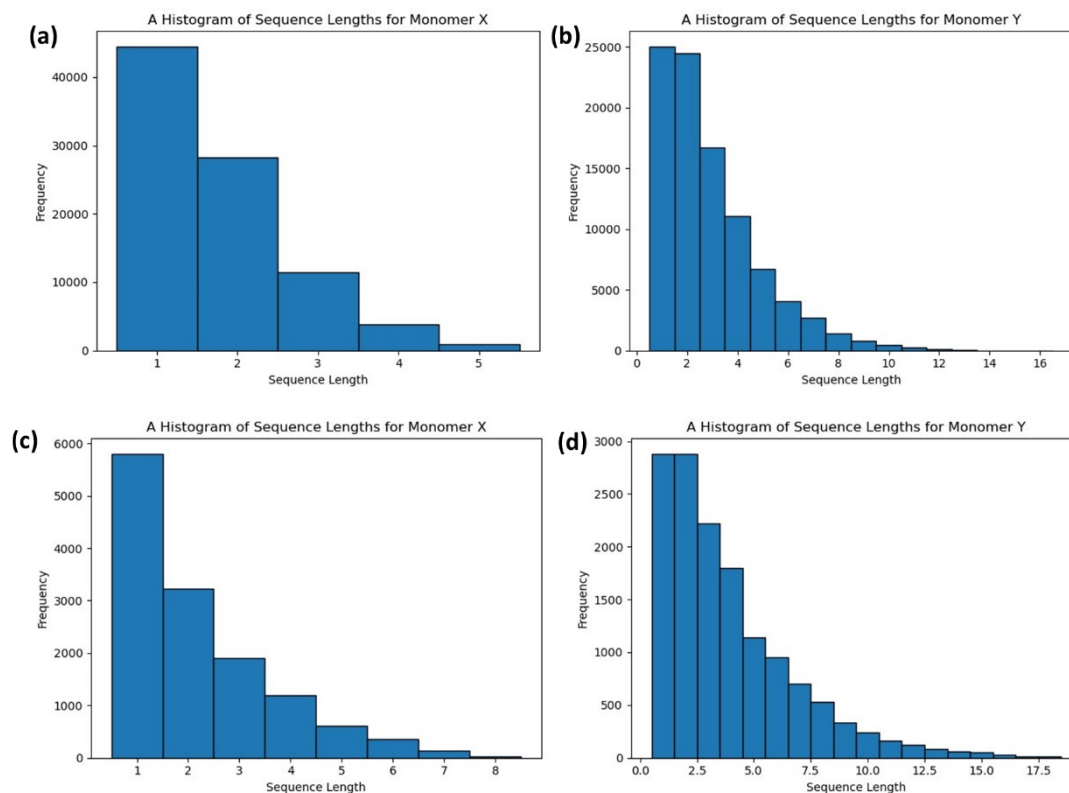 (a)
A Histogram of Sequence Lengths for Monomer X
Frequency
40000
30000
20000
10000
0
1 2 3 4 5
Sequence Length
(b)
A Histogram of Sequence Lengths for Monomer Y
Frequency
25000
20000
15000
10000
5000
0
0 2 4 6 8 10 12 14 16
Sequence Length
(c)
A Histogram of Sequence Lengths for Monomer X
Frequency
6000
5000
4000
3000
2000
1000
0
1 2 3 4 5 6 7 8
Sequence Length
(d)
A Histogram of Sequence Lengths for Monomer Y
Frequency
3000
2500
2000
1500
1000
500
0
0.0 2.5 5.0 7.5 10.0 12.5 15.0 17.5
Sequence Length